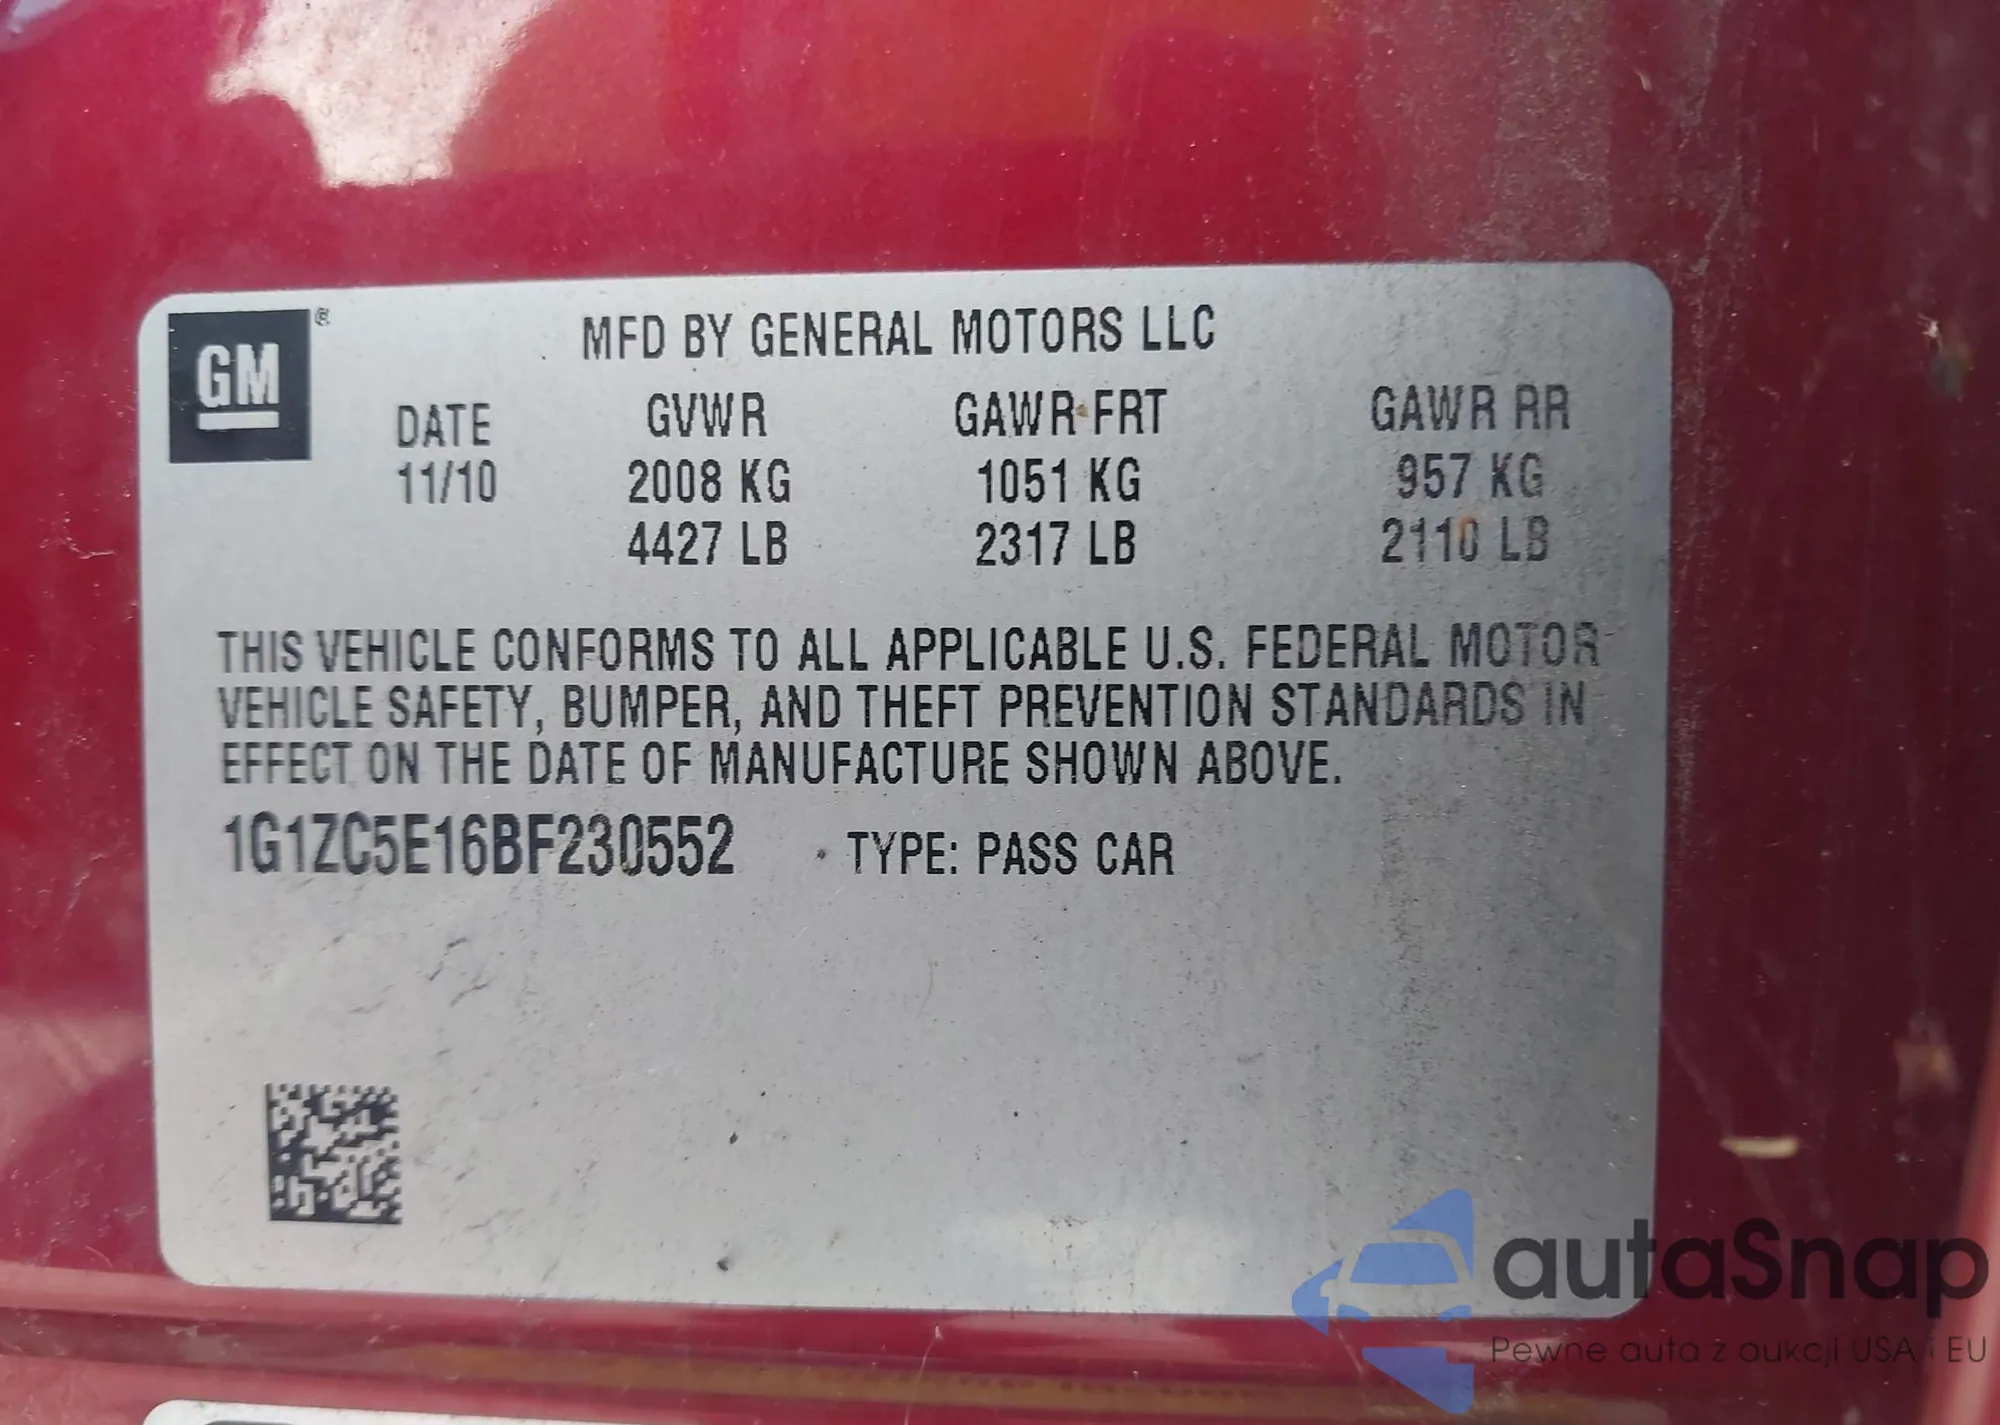 GM®
MFD BY GENERAL MOTORS LLC
DATE GVWR GAWR FRT GAWR RR
11/10 2008 KG 1051 KG 957 KG
4427 LB 2317 LB 2110 LB
THIS VEHICLE CONFORMS TO ALL APPLICABLE U.S. FEDERAL MOTOR
VEHICLE SAFETY, BUMPER, AND THEFT PREVENTION STANDARDS IN
EFFECT ON THE DATE OF MANUFACTURE SHOWN ABOVE.
1G1ZC5E16BF230552 TYPE: PASS CAR
autaSnap
Pewne auta z aukcji USA i EU